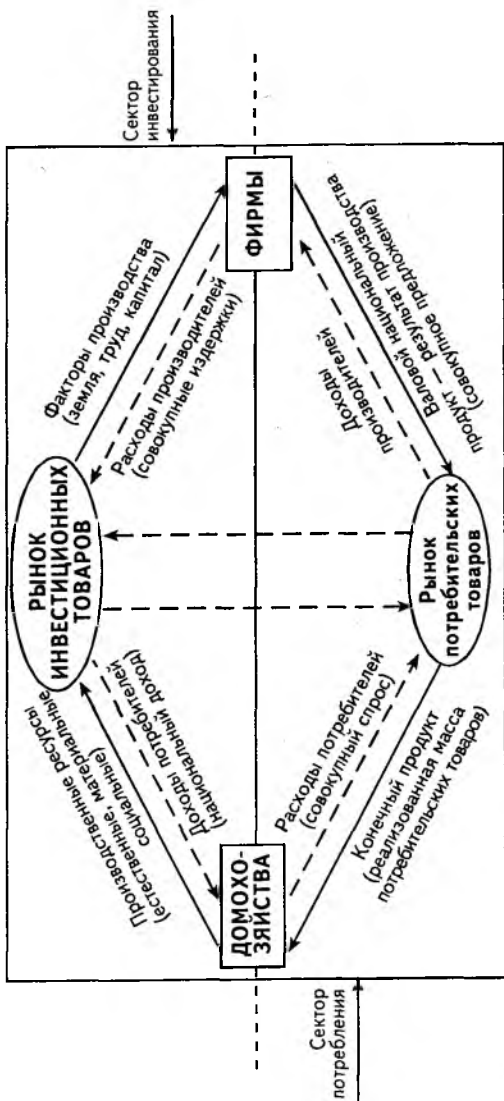 Сектор
инвестирования
РЫНОК
ИНВЕСТИЦИОННЫХ
ТОВАРОВ
Производственные ресурсы
(естественные, материальные
социальные)
Доходы потребителей
(национальный доход)
Факторы производства
(земля, труд, капитал)
Расходы производителей
(совокупные издержки)
ДОМОХО-
ЗЯЙСТВА
ФИРМЫ
Расходы потребителей
(совокупный спрос)
Конечный продукт
(реализованная масса
потребительских товаров)
Доходы
производителей
Валовой национальный
продукт — результат производства
(совокупное предложение)
Рынок
потребительских
товаров
Сектор
потребления